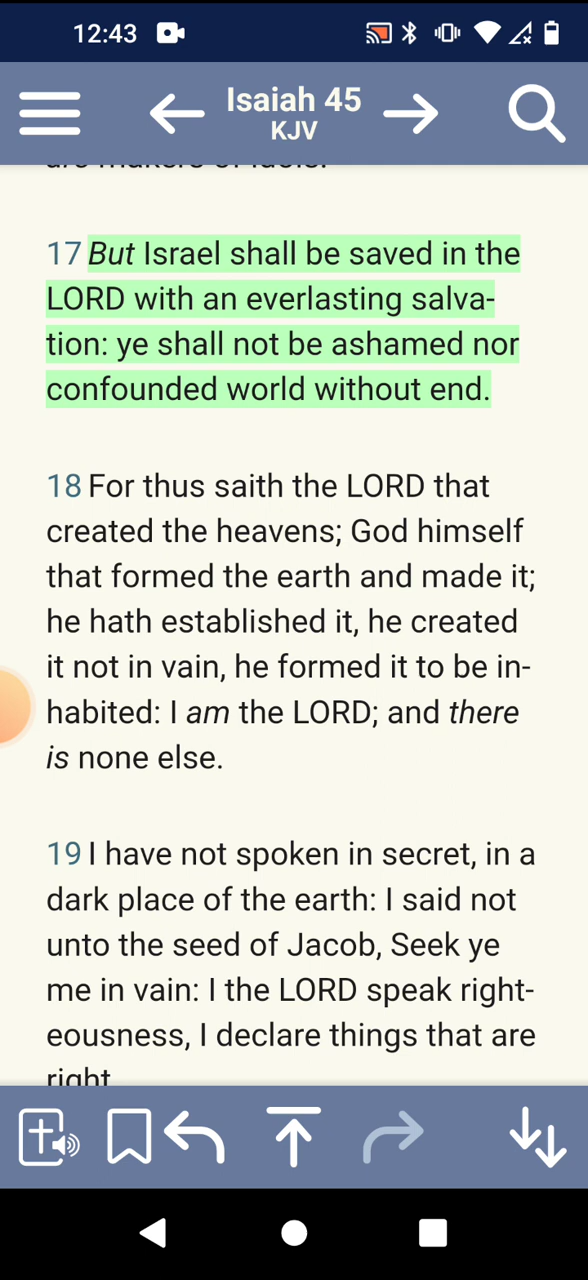 12:43
Isaiah 45
KJV
are makers of idols.
17 But Israel shall be saved in the
LORD with an everlasting salva-
tion: ye shall not be ashamed nor
confounded world without end.
18 For thus saith the LORD that
created the heavens; God himself
that formed the earth and made it;
he hath established it, he created
it not in vain, he formed it to be in-
habited: I am the LORD; and there
is none else.
19 I have not spoken in secret, in a
dark place of the earth: I said not
unto the seed of Jacob, Seek ye
me in vain: I the LORD speak right-
eousness, I declare things that are
right